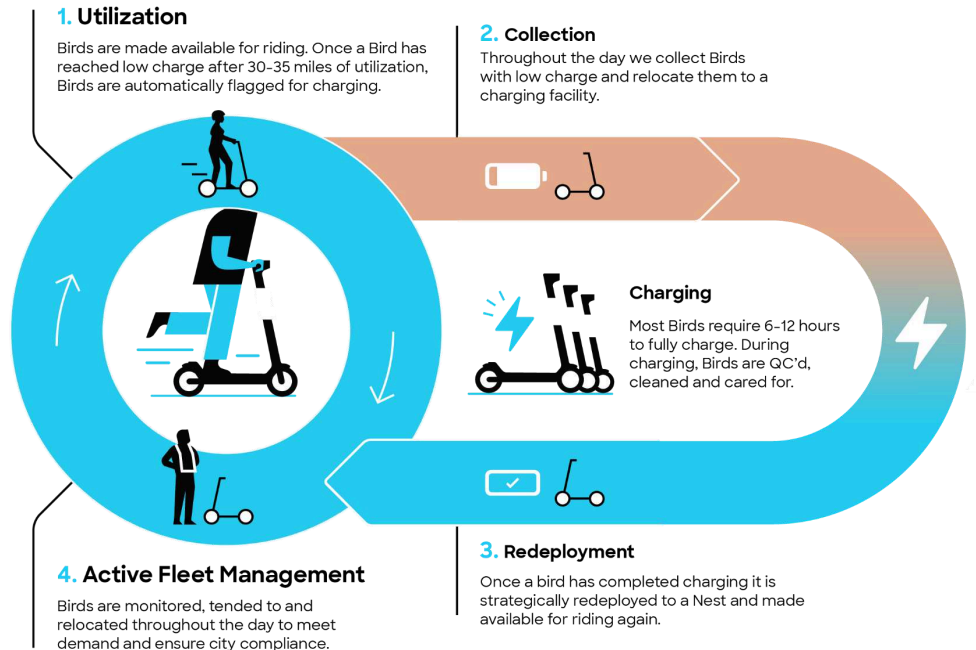 1. Utilization
Birds are made available for riding. Once a Bird has
reached low charge after 30-35 miles of utilization,
Birds are automatically flagged for charging.
2. Collection
Throughout the day we collect Birds
with low charge and relocate them to a
charging facility.
Charging
Most Birds require 6-12 hours
to fully charge. During
charging, Birds are QC'd,
cleaned and cared for.
3. Redeployment
Once a bird has completed charging it is
strategically redeployed to a Nest and made
available for riding again.
4. Active Fleet Management
Birds are monitored, tended to and
relocated throughout the day to meet
demand and ensure city compliance.